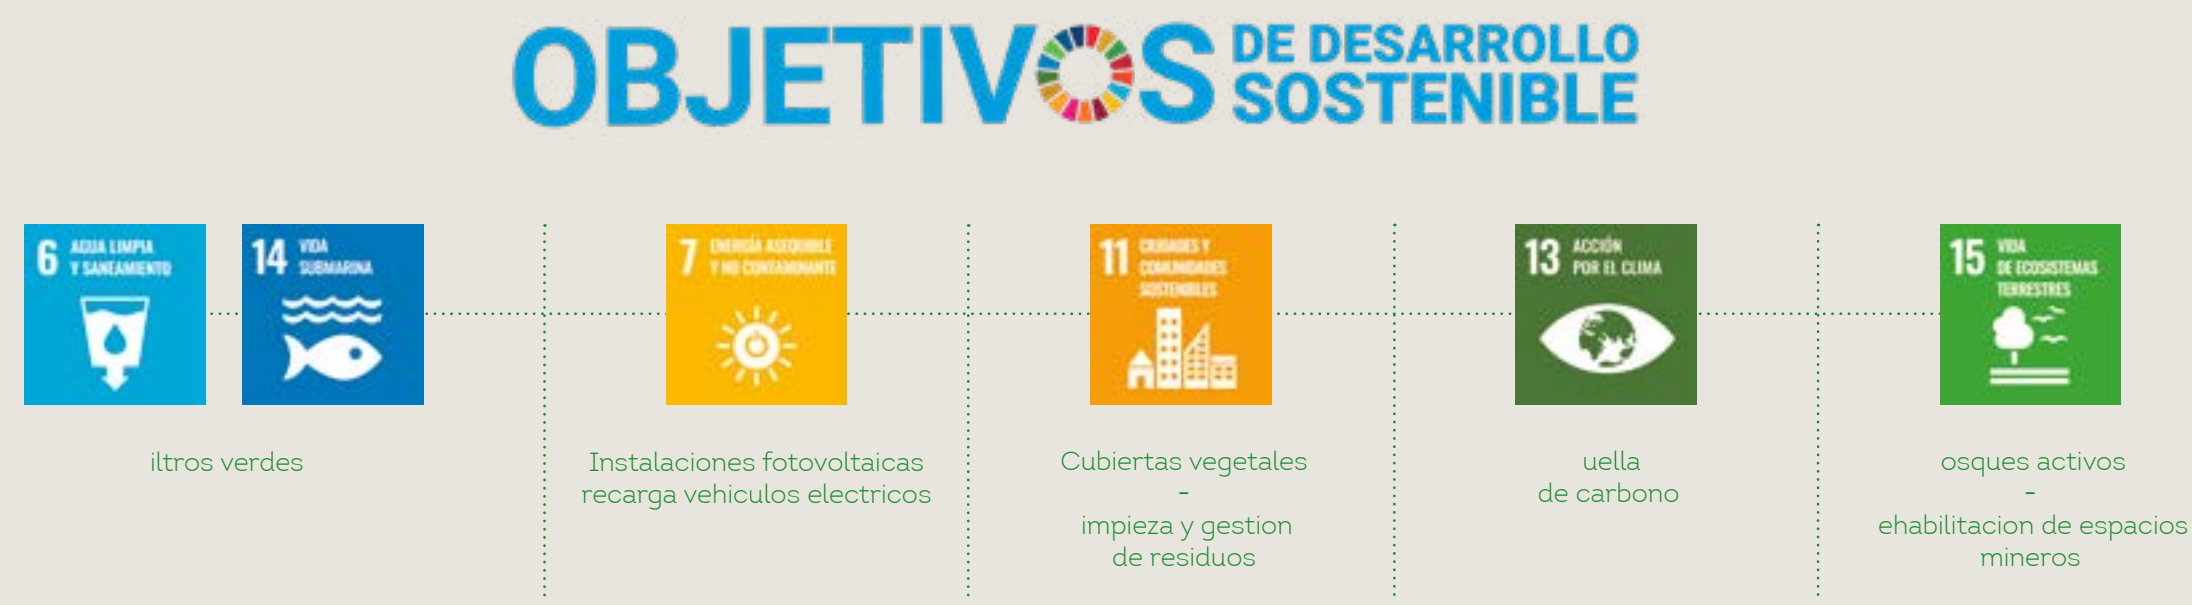 OBJETIVOS DE DESARROLLO
SOSTENIBLE
6 AGUA LIMPIA
Y SANEAMIENTO
14 VIDA
SUBMARINA
7 ENERGÍA ASEQUIBLE
Y NO CONTAMINANTE
11 CIUDADES Y
COMUNIDADES
SOSTENIBLES
13 ACCIÓN
POR EL CLIMA
15 VIDA
DE ECOSISTEMAS
TERRESTRES
iltros verdes
Instalaciones fotovoltaicas
recarga vehiculos electricos
Cubiertas vegetales
-
impieza y gestion
de residuos
uella
de carbono
osques activos
-
ehabilitacion de espacios
mineros